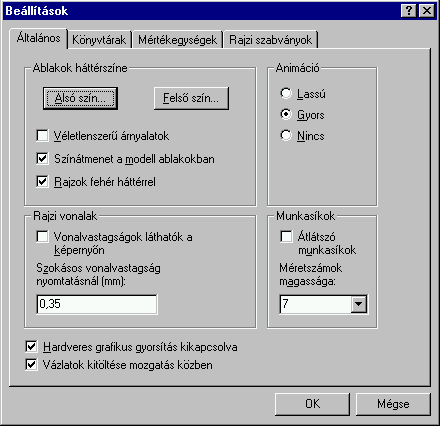 Beállítások
Általános
Könyvtárak
Mértékegységek
Rajzi szabványok
Ablakok háttérszíne
Alsó szín...
Felső szín...
Véletlenszerű árnyalatok
Színátmenet a modell ablakokban
Rajzok fehér háttérrel
Animáció
Lassú
Gyors
Nincs
Rajzi vonalak
Vonalvastagságok láthatók a
képernyőn
Szokásos vonalvastagság
nyomtatásnál (mm):
0,35
Munkasíkok
Átlátszó
munkasíkok
Méretszámok
magassága:
7
Hardveres grafikus gyorsítás kikapcsolva
Vázlatok kitöltése mozgatás közben
OK
Mégse